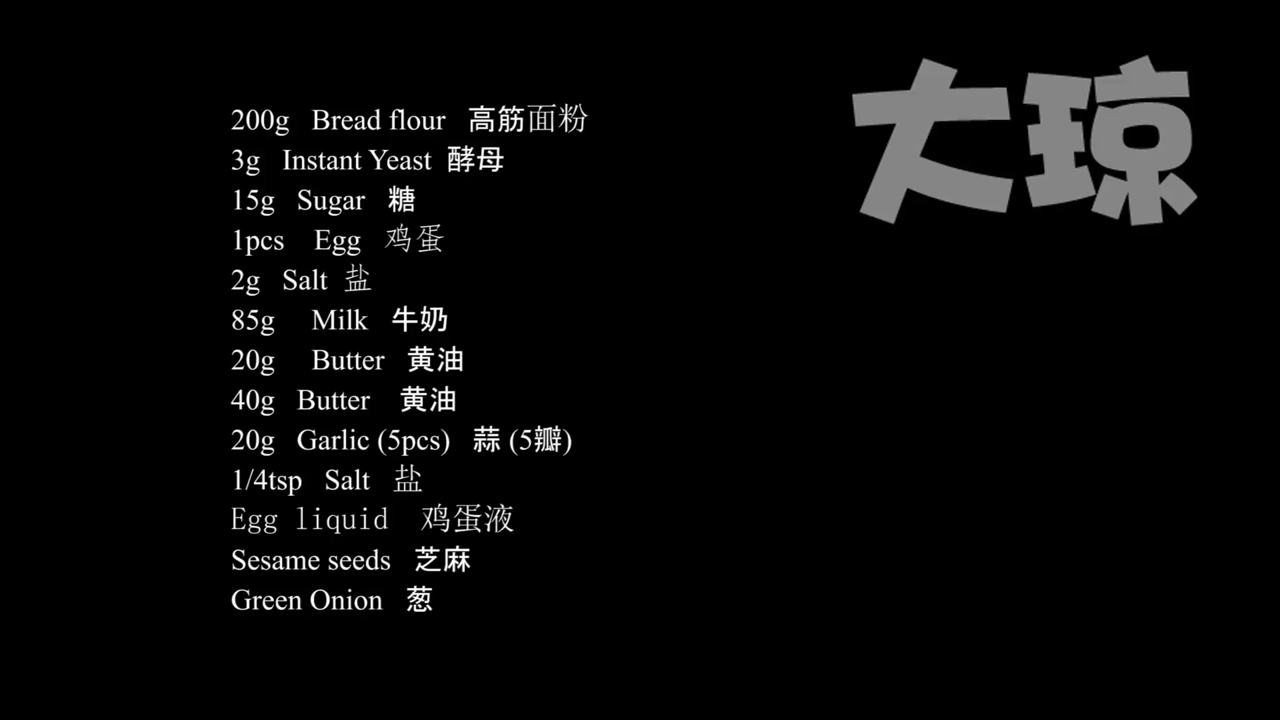 大琼
200g Bread flour 高筋面粉
3g Instant Yeast 酵母
15g Sugar 糖
1pcs Egg 鸡蛋
2g Salt 盐
85g Milk 牛奶
20g Butter 黄油
40g Butter 黄油
20g Garlic (5pcs) 蒜 (5瓣)
1/4tsp Salt 盐
Egg liquid 鸡蛋液
Sesame seeds 芝麻
Green Onion 葱